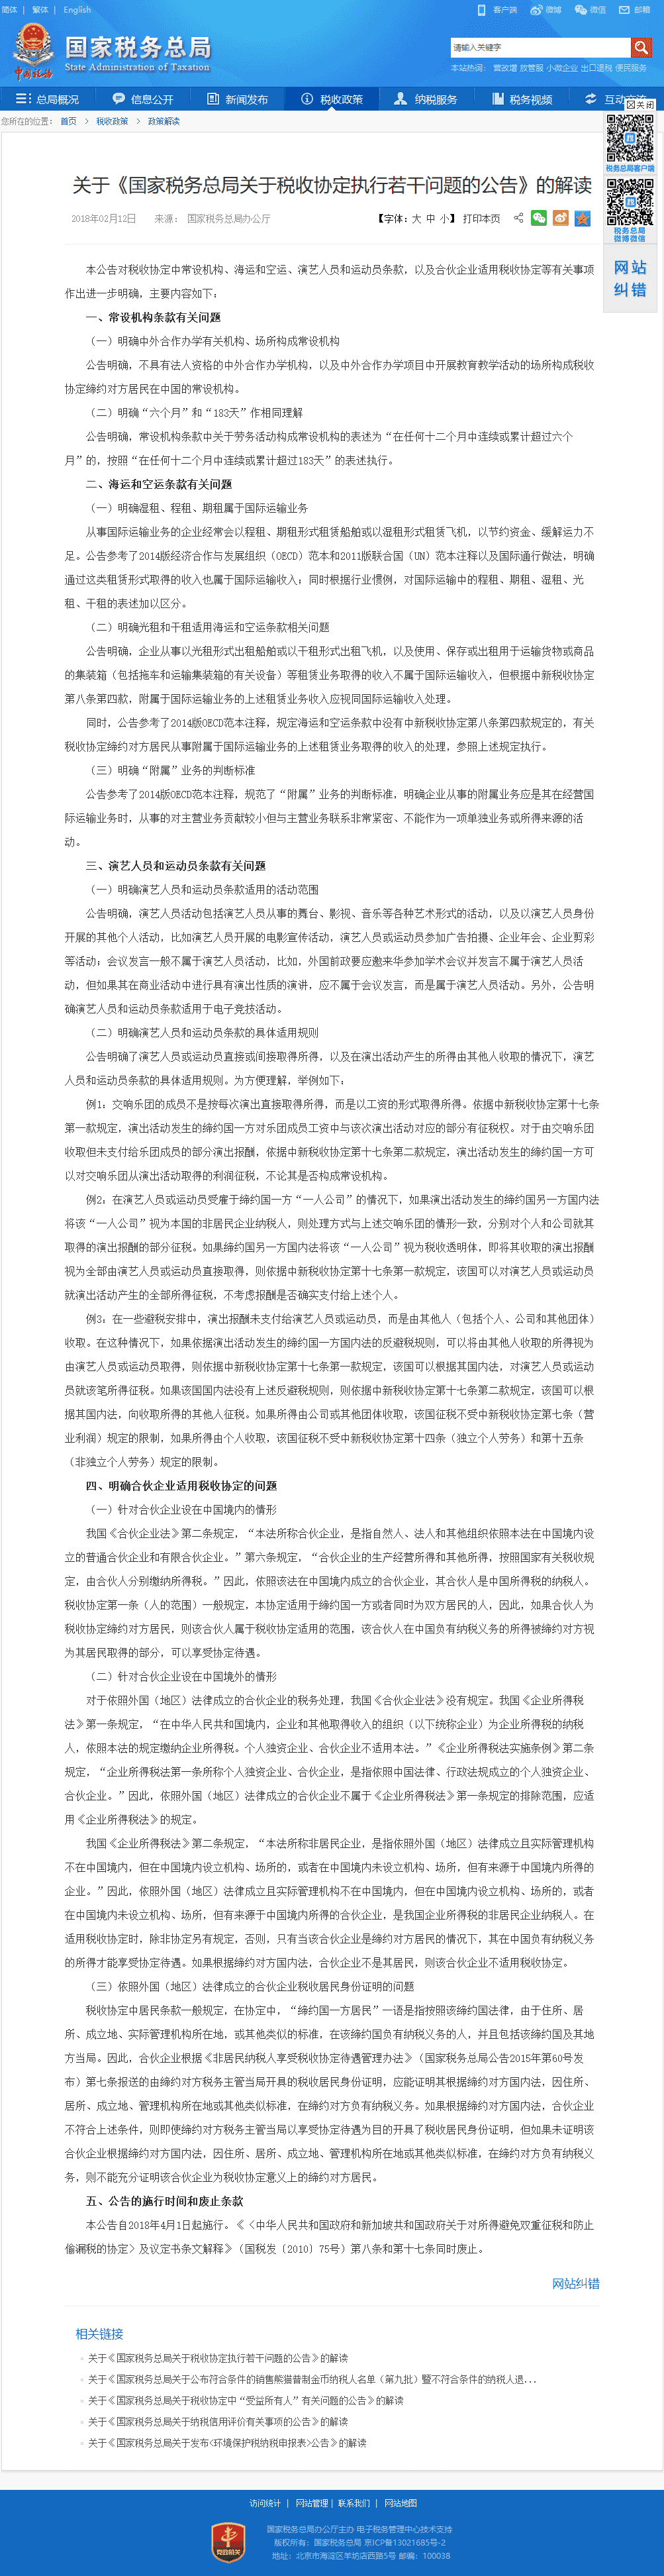 简体 | 繁体 | English
客户端 微博 微信 邮箱
国家税务总局
State Administration of Taxation
请输入关键字
本站热词： 营改增 放管服 小微企业 出口退税 便民服务
总局概况 信息公开 新闻发布 税收政策 纳税服务 税务视频 互动交流
关闭
您所在的位置： 首页 > 税收政策 > 政策解读
税务总局客户端
税务总局
微博微信
网站
纠错
关于《国家税务总局关于税收协定执行若干问题的公告》的解读
2018年02月12日 来源： 国家税务总局办公厅 【字体：大 中 小】 打印本页
本公告对税收协定中常设机构、海运和空运、演艺人员和运动员条款，以及合伙企业适用税收协定等有关事项
作出进一步明确，主要内容如下：
一、常设机构条款有关问题
（一）明确中外合作办学有关机构、场所构成常设机构
公告明确，不具有法人资格的中外合作办学机构，以及中外合作办学项目中开展教育教学活动的场所构成税收
协定缔约对方居民在中国的常设机构。
（二）明确“六个月”和“183天”作相同理解
公告明确，常设机构条款中关于劳务活动构成常设机构的表述为“在任何十二个月中连续或累计超过六个
月”的，按照“在任何十二个月中连续或累计超过183天”的表述执行。
二、海运和空运条款有关问题
（一）明确湿租、程租、期租属于国际运输业务
从事国际运输业务的企业经常会以程租、期租形式租赁船舶或以湿租形式租赁飞机，以节约资金、缓解运力不
足。公告参考了2014版经济合作与发展组织（OECD）范本和2011版联合国（UN）范本注释以及国际通行做法，明确
通过这类租赁形式取得的收入也属于国际运输收入；同时根据行业惯例，对国际运输中的程租、期租、湿租、光
租、干租的表述加以区分。
（二）明确光租和干租适用海运和空运条款相关问题
公告明确，企业从事以光租形式出租船舶或以干租形式出租飞机，以及使用、保存或出租用于运输货物或商品
的集装箱（包括拖车和运输集装箱的有关设备）等租赁业务取得的收入不属于国际运输收入，但根据中新税收协定
第八条第四款，附属于国际运输业务的上述租赁业务收入应视同国际运输收入处理。
同时，公告参考了2014版OECD范本注释，规定海运和空运条款中没有中新税收协定第八条第四款规定的，有关
税收协定缔约对方居民从事附属于国际运输业务的上述租赁业务取得的收入的处理，参照上述规定执行。
（三）明确“附属”业务的判断标准
公告参考了2014版OECD范本注释，规范了“附属”业务的判断标准，明确企业从事的附属业务应是其在经营国
际运输业务时，从事的对主营业务贡献较小但与主营业务联系非常紧密、不能作为一项单独业务或所得来源的活
动。
三、演艺人员和运动员条款有关问题
（一）明确演艺人员和运动员条款适用的活动范围
公告明确，演艺人员活动包括演艺人员从事的舞台、影视、音乐等各种艺术形式的活动，以及以演艺人员身份
开展的其他个人活动，比如演艺人员开展的电影宣传活动，演艺人员或运动员参加广告拍摄、企业年会、企业剪彩
等活动；会议发言一般不属于演艺人员活动，比如，外国前政要应邀来华参加学术会议并发言不属于演艺人员活
动，但如果其在商业活动中进行具有演出性质的演讲，应不属于会议发言，而是属于演艺人员活动。另外，公告明
确演艺人员和运动员条款适用于电子竞技活动。
（二）明确演艺人员和运动员条款的具体适用规则
公告明确了演艺人员或运动员直接或间接取得所得，以及在演出活动产生的所得由其他人收取的情况下，演艺
人员和运动员条款的具体适用规则。为方便理解，举例如下：
例1：交响乐团的成员不是按每次演出直接取得所得，而是以工资的形式取得所得。依据中新税收协定第十七条
第一款规定，演出活动发生的缔约国一方对乐团成员工资中与该次演出活动对应的部分有征税权。对于由交响乐团
收取但未支付给乐团成员的部分演出报酬，依据中新税收协定第十七条第二款规定，演出活动发生的缔约国一方可
以对交响乐团从演出活动取得的利润征税，不论其是否构成常设机构。
例2：在演艺人员或运动员受雇于缔约国一方“一人公司”的情况下，如果演出活动发生的缔约国另一方国内法
将该“一人公司”视为本国的非居民企业纳税人，则处理方式与上述交响乐团的情形一致，分别对个人和公司就其
取得的演出报酬的部分征税。如果缔约国另一方国内法将该“一人公司”视为税收透明体，即将其收取的演出报酬
视为全部由演艺人员或运动员直接取得，则依据中新税收协定第十七条第一款规定，该国可以对演艺人员或运动员
就演出活动产生的全部所得征税，不考虑报酬是否确实支付给上述个人。
例3：在一些避税安排中，演出报酬未支付给演艺人员或运动员，而是由其他人（包括个人、公司和其他团体）
收取。在这种情况下，如果依据演出活动发生的缔约国一方国内法的反避税规则，可以将由其他人收取的所得视为
由演艺人员或运动员取得，则依据中新税收协定第十七条第一款规定，该国可以根据其国内法，对演艺人员或运动
员就该笔所得征税。如果该国国内法没有上述反避税规则，则依据中新税收协定第十七条第二款规定，该国可以根
据其国内法，向收取所得的其他人征税。如果所得由公司或其他团体收取，该国征税不受中新税收协定第七条（营
业利润）规定的限制，如果所得由个人收取，该国征税不受中新税收协定第十四条（独立个人劳务）和第十五条
（非独立个人劳务）规定的限制。
四、明确合伙企业适用税收协定的问题
（一）针对合伙企业设在中国境内的情形
我国《合伙企业法》第二条规定，“本法所称合伙企业，是指自然人、法人和其他组织依照本法在中国境内设
立的普通合伙企业和有限合伙企业。”第六条规定，“合伙企业的生产经营所得和其他所得，按照国家有关税收规
定，由合伙人分别缴纳所得税。”因此，依照该法在中国境内成立的合伙企业，其合伙人是中国所得税的纳税人。
税收协定第一条（人的范围）一般规定，本协定适用于缔约国一方或者同时为双方居民的人，因此，如果合伙人为
税收协定缔约对方居民，则该合伙人属于税收协定适用的范围，该合伙人在中国负有纳税义务的所得被缔约对方视
为其居民取得的部分，可以享受协定待遇。
（二）针对合伙企业设在中国境外的情形
对于依照外国（地区）法律成立的合伙企业的税务处理，我国《合伙企业法》没有规定。我国《企业所得税
法》第一条规定，“在中华人民共和国境内，企业和其他取得收入的组织（以下统称企业）为企业所得税的纳税
人，依照本法的规定缴纳企业所得税。个人独资企业、合伙企业不适用本法。”《企业所得税法实施条例》第二条
规定，“企业所得税法第一条所称个人独资企业、合伙企业，是指依照中国法律、行政法规成立的个人独资企业、
合伙企业。”因此，依照外国（地区）法律成立的合伙企业不属于《企业所得税法》第一条规定的排除范围，应适
用《企业所得税法》的规定。
我国《企业所得税法》第二条规定，“本法所称非居民企业，是指依照外国（地区）法律成立且实际管理机构
不在中国境内，但在中国境内设立机构、场所的，或者在中国境内未设立机构、场所，但有来源于中国境内所得的
企业。”因此，依照外国（地区）法律成立且实际管理机构不在中国境内，但在中国境内设立机构、场所的，或者
在中国境内未设立机构、场所，但有来源于中国境内所得的合伙企业，是我国企业所得税的非居民企业纳税人。在
适用税收协定时，除非协定另有规定，否则，只有当该合伙企业是缔约对方居民的情况下，其在中国负有纳税义务
的所得才能享受协定待遇。如果根据缔约对方国内法，合伙企业不是其居民，则该合伙企业不适用税收协定。
（三）依照外国（地区）法律成立的合伙企业税收居民身份证明的问题
税收协定中居民条款一般规定，在协定中，“缔约国一方居民”一语是指按照该缔约国法律，由于住所、居
所、成立地、实际管理机构所在地，或其他类似的标准，在该缔约国负有纳税义务的人，并且包括该缔约国及其地
方当局。因此，合伙企业根据《非居民纳税人享受税收协定待遇管理办法》（国家税务总局公告2015年第60号发
布）第七条报送的由缔约对方税务主管当局开具的税收居民身份证明，应能证明其根据缔约对方国内法，因住所、
居所、成立地、管理机构所在地或其他类似标准，在缔约对方负有纳税义务。如果根据缔约对方国内法，合伙企业
不符合上述条件，则即使缔约对方税务主管当局以享受协定待遇为目的开具了税收居民身份证明，但如果未证明该
合伙企业根据缔约对方国内法，因住所、居所、成立地、管理机构所在地或其他类似标准，在缔约对方负有纳税义
务，则不能充分证明该合伙企业为税收协定意义上的缔约对方居民。
五、公告的施行时间和废止条款
本公告自2018年4月1日起施行。《〈中华人民共和国政府和新加坡共和国政府关于对所得避免双重征税和防止
偷漏税的协定〉及议定书条文解释》（国税发〔2010〕75号）第八条和第十七条同时废止。
网站纠错
相关链接
关于《国家税务总局关于税收协定执行若干问题的公告》的解读
关于《国家税务总局关于公布符合条件的销售熊猫普制金币纳税人名单（第九批）暨不符合条件的纳税人退...
关于《国家税务总局关于税收协定中“受益所有人”有关问题的公告》的解读
关于《国家税务总局关于纳税信用评价有关事项的公告》的解读
关于《国家税务总局关于发布<环境保护税纳税申报表>公告》的解读
访问统计 | 网站管理 | 联系我们 | 网站地图
国家税务总局办公厅主办 电子税务管理中心技术支持
版权所有：国家税务总局 京ICP备13021685号-2
地址：北京市海淀区羊坊店西路5号 邮编：100038
党政机关